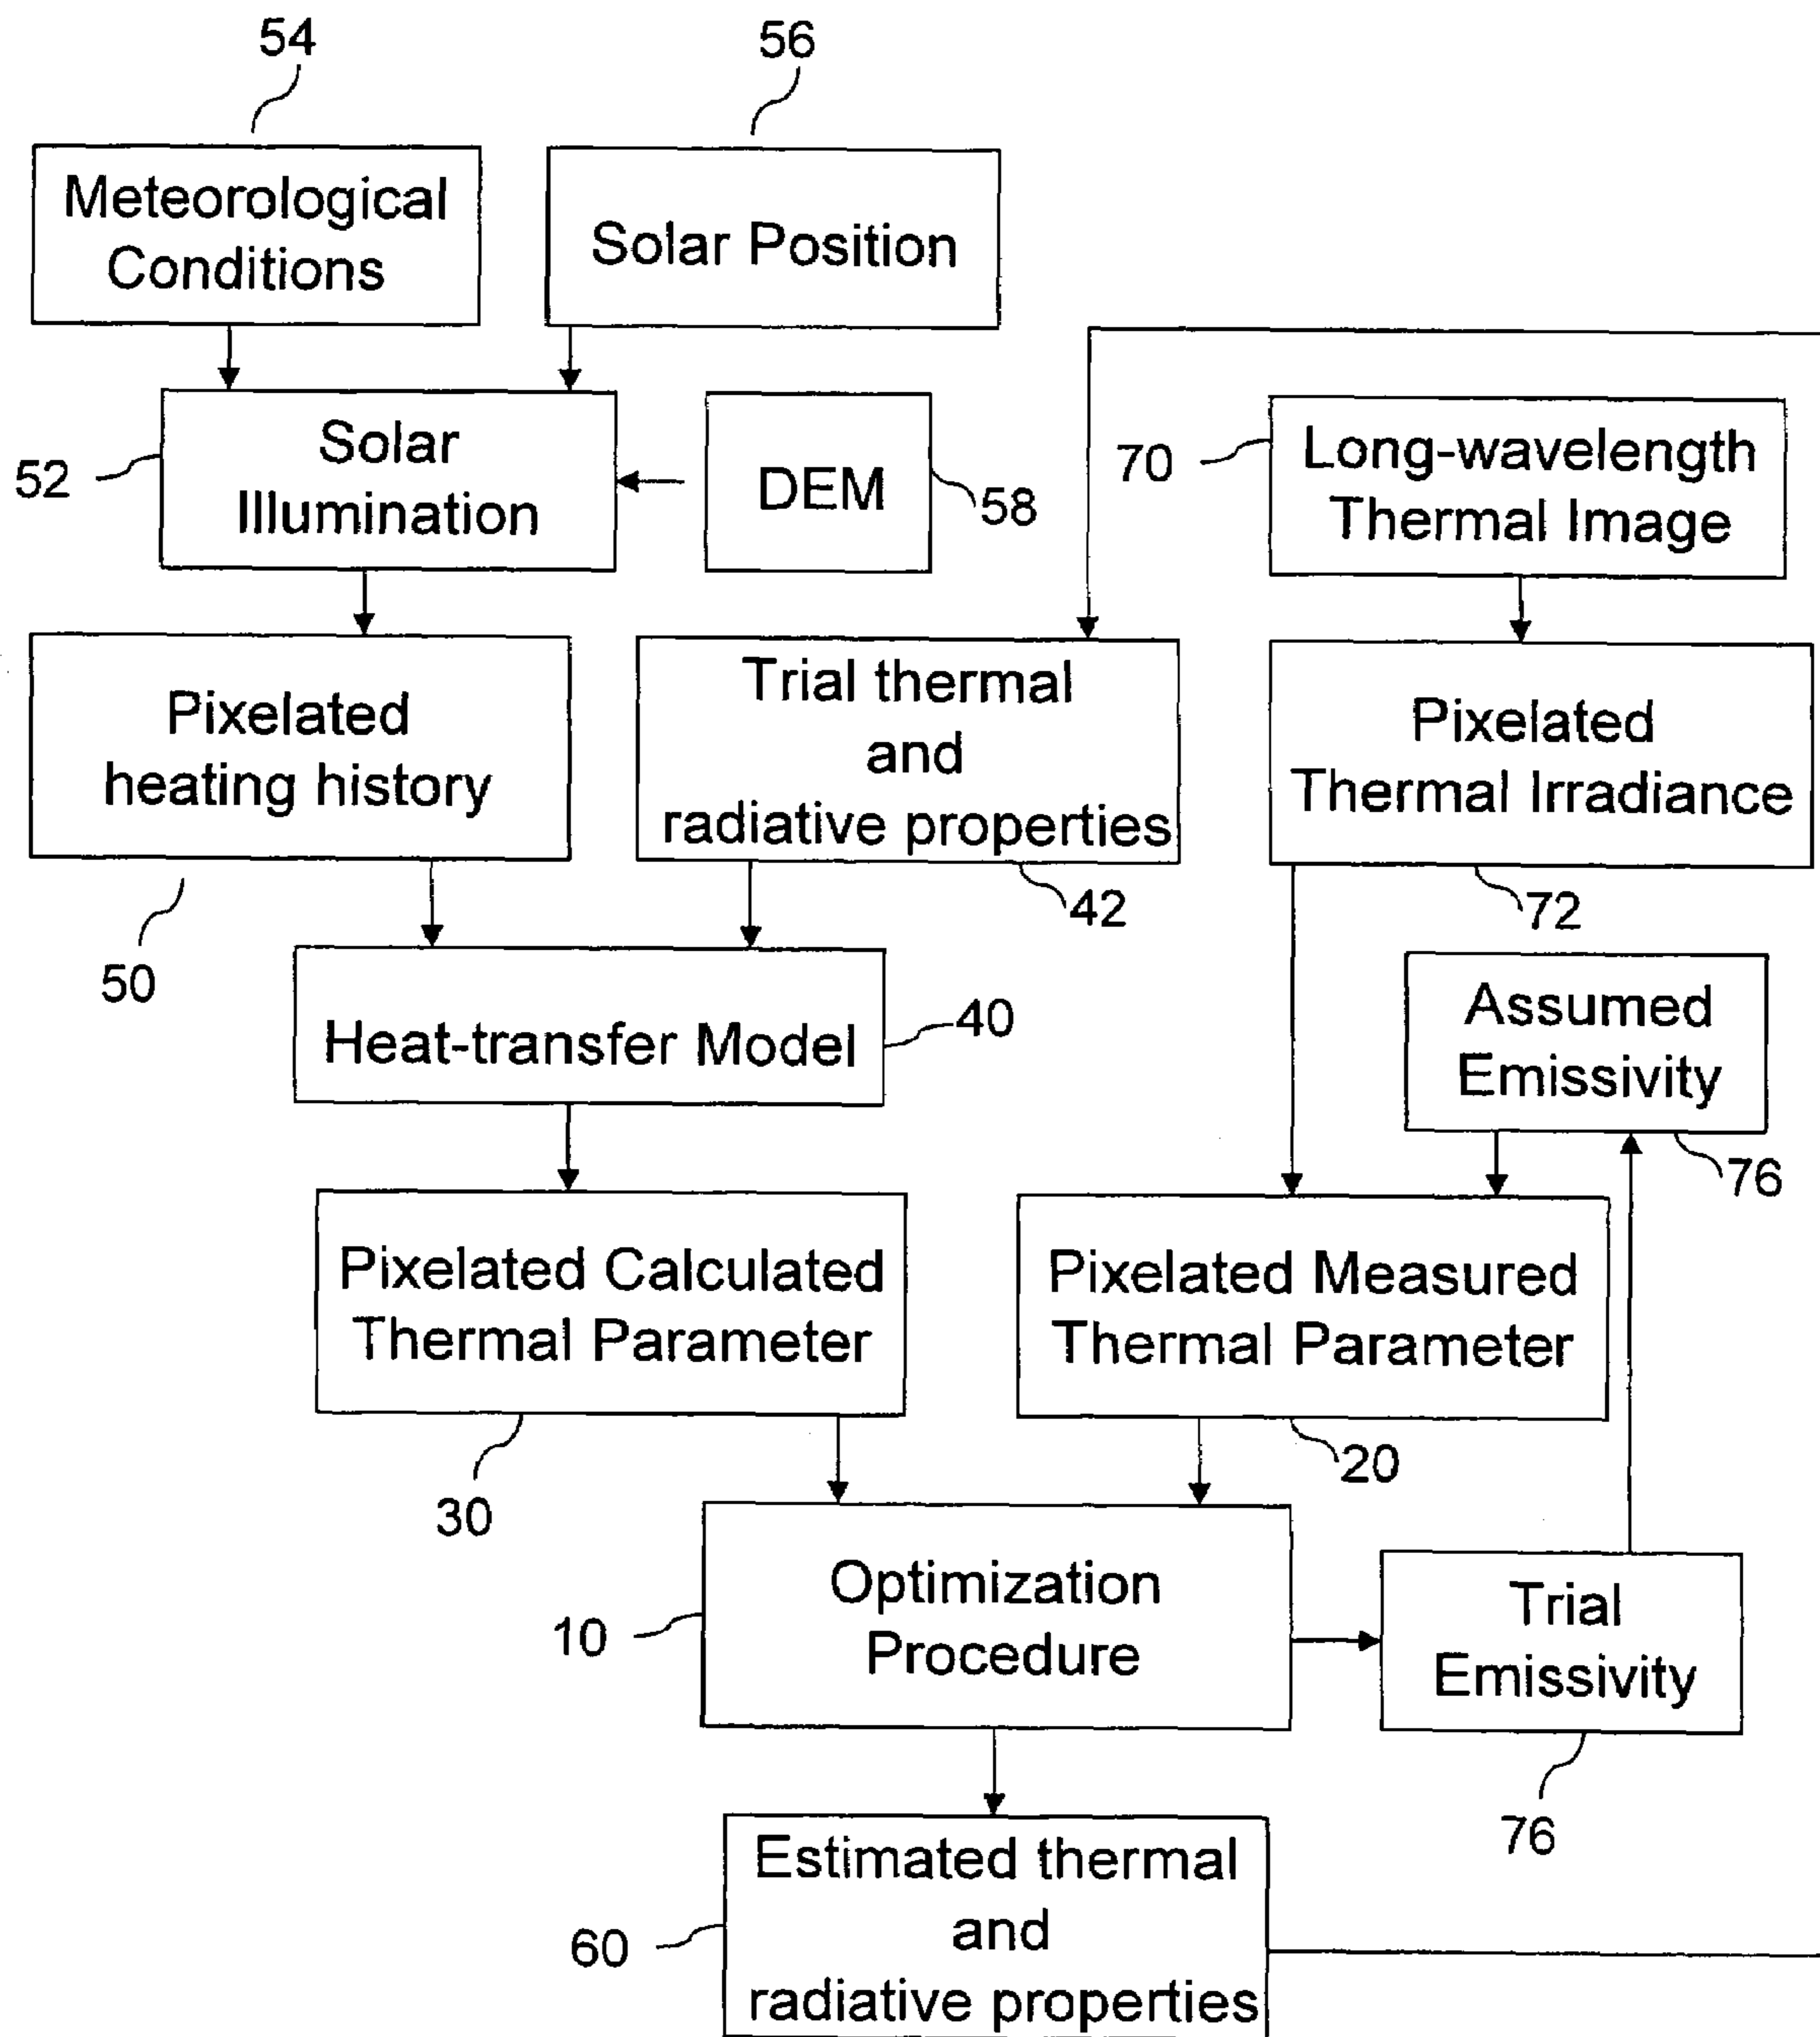 54
56
Meteorological
Conditions
Solar Position
Solar
Illumination
52
DEM
58
70
Long-wavelength
Thermal Image
Pixelated
heating history
50
Trial thermal
and
radiative properties
42
Pixelated
Thermal Irradiance
72
Heat-transfer Model
40
Assumed
Emissivity
76
Pixelated Calculated
Thermal Parameter
30
Pixelated Measured
Thermal Parameter
20
Optimization
Procedure
10
Trial
Emissivity
76
Estimated thermal
and
radiative properties
60